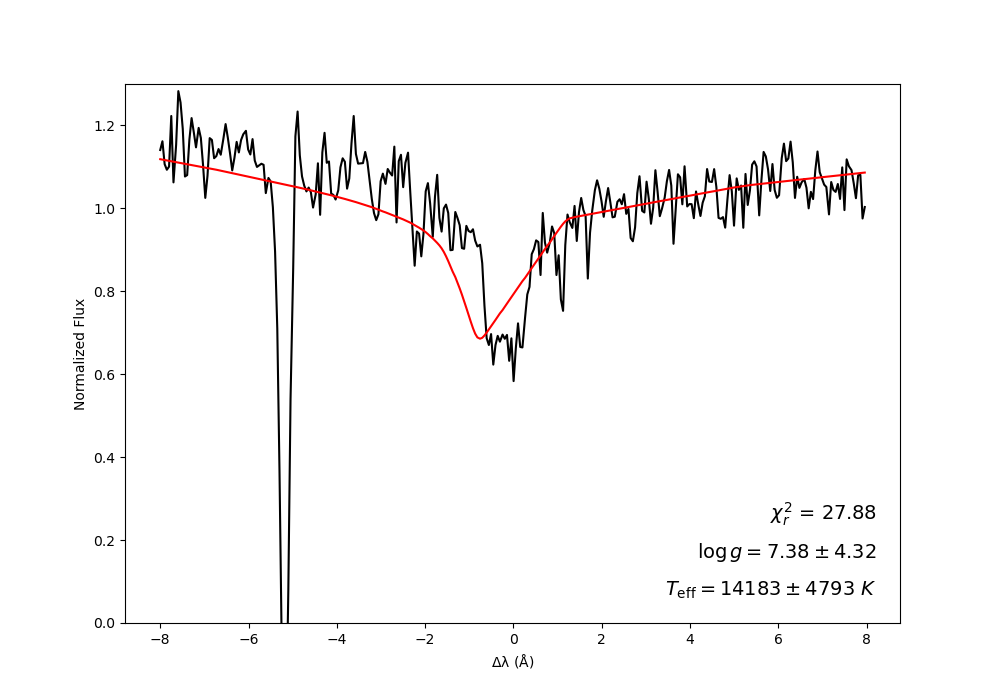 1.2
1.0
0.8
0.6
0.4
0.2
0.0
Normalized Flux
χ²ᵣ = 27.88
log g = 7.38 ± 4.32
T_eff = 14183 ± 4793 K
−8 −6 −4 −2 0 2 4 6 8
Δλ (Å)